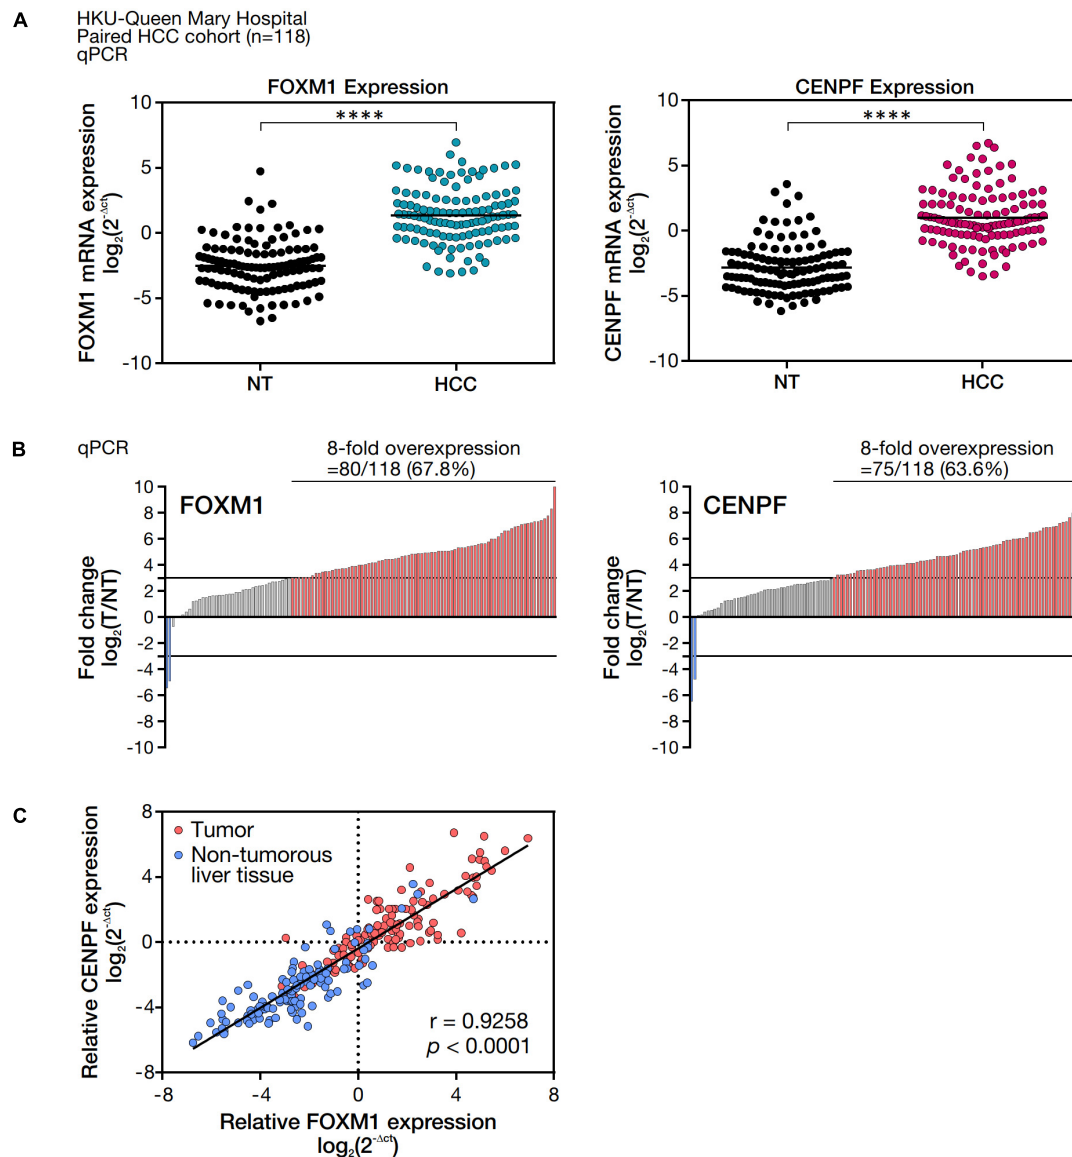 A
HKU-Queen Mary Hospital
Paired HCC cohort (n=118)
qPCR
FOXM1 Expression
FOXM1 mRNA expression
log₂(2^-Δct)
10
5
0
-5
-10
****
NT
HCC
CENPF Expression
CENPF mRNA expression
log₂(2^-Δct)
10
5
0
-5
-10
****
NT
HCC
B
qPCR
8-fold overexpression
=80/118 (67.8%)
FOXM1
Fold change
log₂(T/NT)
10
8
6
4
2
0
-2
-4
-6
-8
-10
8-fold overexpression
=75/118 (63.6%)
CENPF
Fold change
log₂(T/NT)
10
8
6
4
2
0
-2
-4
-6
-8
-10
C
Relative CENPF expression
log₂(2^-Δct)
8
4
0
-4
-8
Tumor
Non-tumorous
liver tissue
r = 0.9258
p < 0.0001
-8
-4
0
4
8
Relative FOXM1 expression
log₂(2^-Δct)